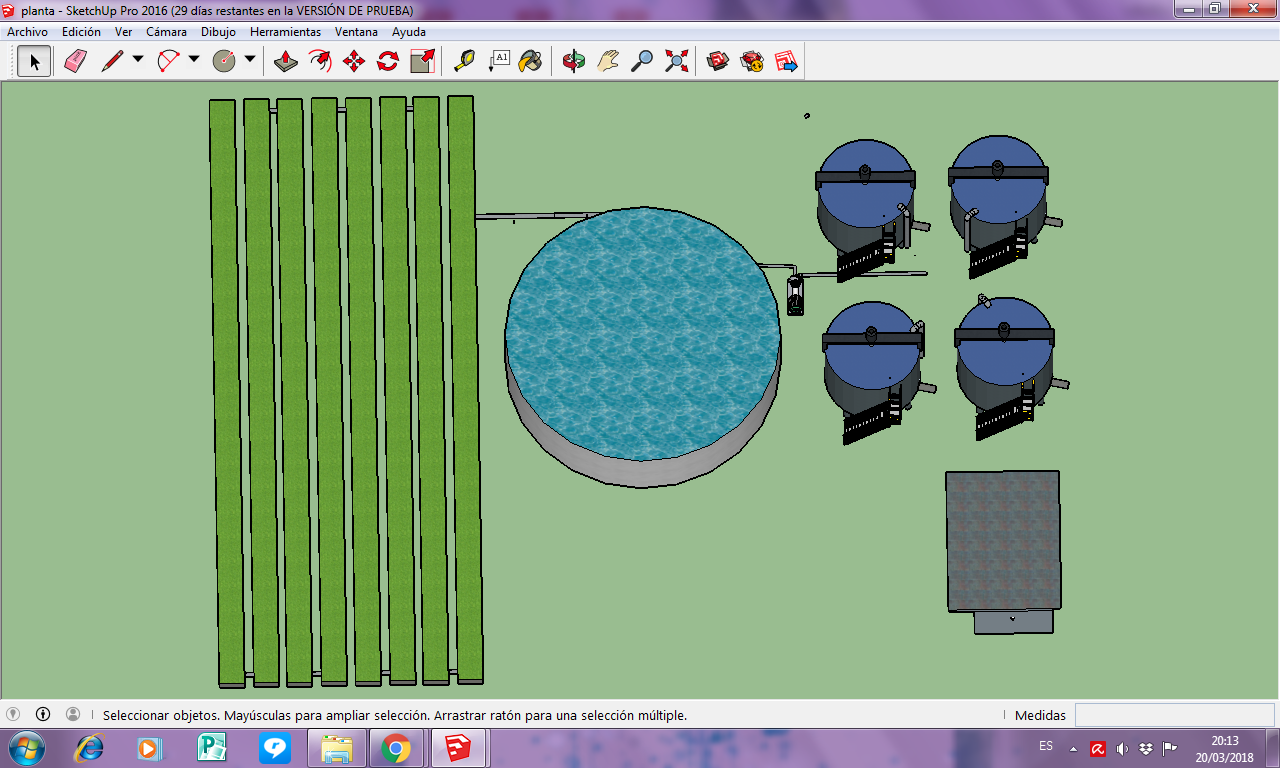 planta - SketchUp Pro 2016 (29 días restantes en la VERSIÓN DE PRUEBA)
Archivo Edición Ver Cámara Dibujo Herramientas Ventana Ayuda
A1
Seleccionar objetos. Mayúsculas para ampliar selección. Arrastrar ratón para una selección múltiple.
Medidas
ES
20:13
20/03/2018